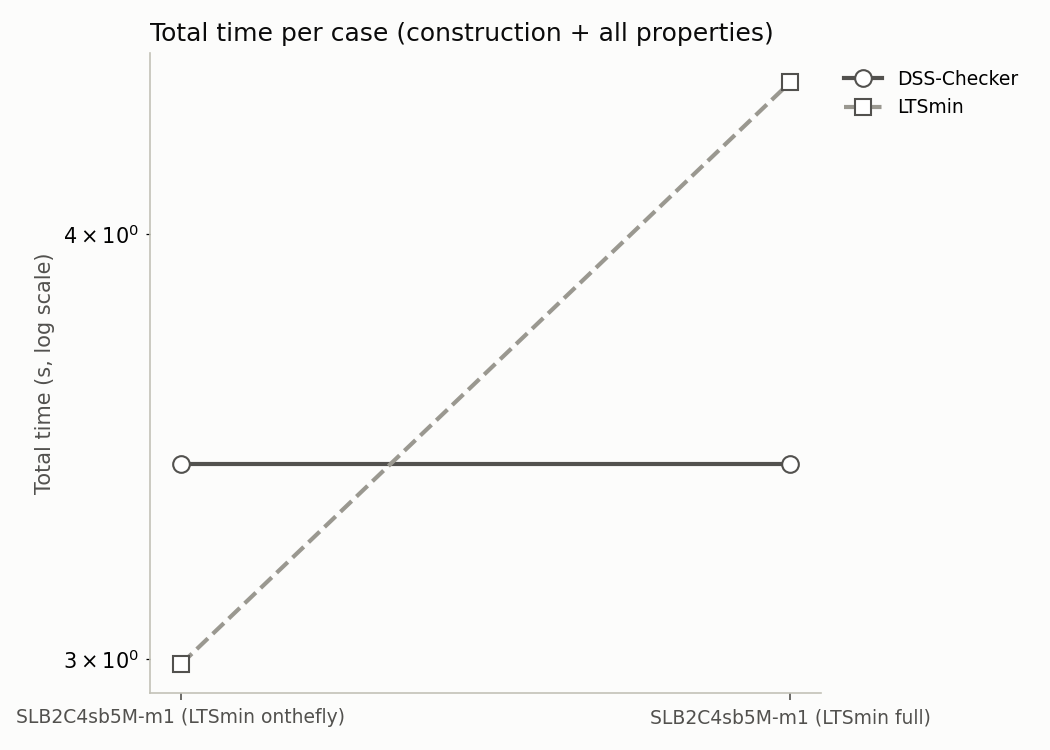 Total time per case (construction + all properties)
DSS-Checker
LTSmin
4 × 10⁰
3 × 10⁰
Total time (s, log scale)
SLB2C4sb5M-m1 (LTSmin onthefly)
SLB2C4sb5M-m1 (LTSmin full)